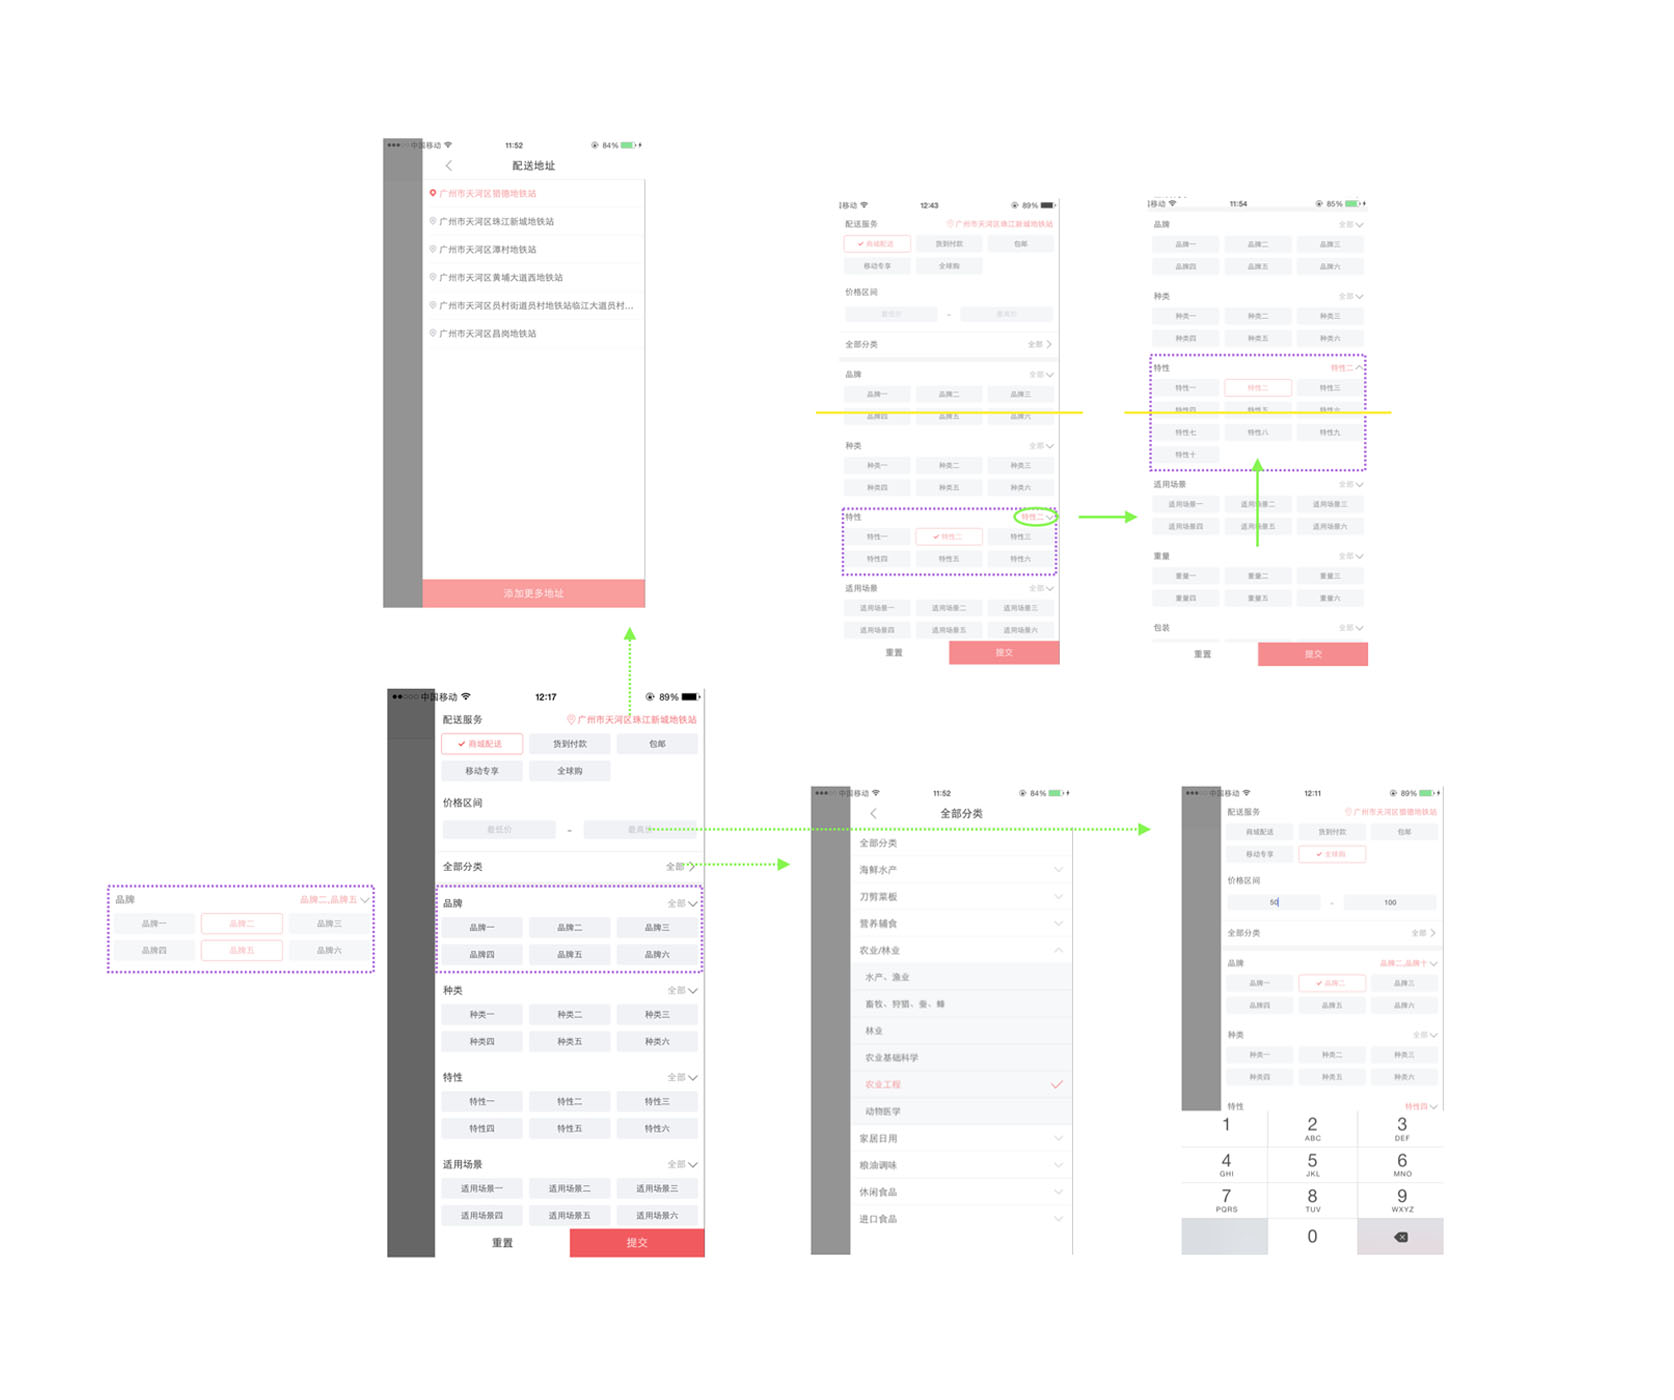 中国移动 11:52 84%
配送地址
广州市天河区猎德地铁站
广州市天河区珠江新城地铁站
广州市天河区潭村地铁站
广州市天河区黄埔大道西地铁站
广州市天河区员村街道员村地铁站临江大道员村...
广州市天河区昌岗地铁站
添加更多地址
国移动 12:43 89%
配送服务 广州市天河区珠江新城地铁站
商城配送 货到付款 包邮
移动专享 全球购
价格区间
最低价 - 最高价
全部分类 全部
品牌 全部
品牌一 品牌二 品牌三
品牌四 品牌五 品牌六
种类 全部
种类一 种类二 种类三
种类四 种类五 种类六
特性 特性二
特性一 特性二 特性三
特性四 特性五 特性六
适用场景 全部
适用场景一 适用场景二 适用场景三
适用场景四 适用场景五 适用场景六
重置 提交
国移动 11:54 85%
品牌 全部
品牌一 品牌二 品牌三
品牌四 品牌五 品牌六
种类 全部
种类一 种类二 种类三
种类四 种类五 种类六
特性 特性二
特性一 特性二 特性三
特性四 特性五 特性六
特性七 特性八 特性九
特性十
适用场景 全部
适用场景一 适用场景二 适用场景三
适用场景四 适用场景五 适用场景六
重量 全部
重量一 重量二 重量三
重量四 重量五 重量六
包装 全部
重置 提交
品牌 品牌二,品牌五
品牌一 品牌二 品牌三
品牌四 品牌五 品牌六
中国移动 12:17 89%
配送服务 广州市天河区珠江新城地铁站
商城配送 货到付款 包邮
移动专享 全球购
价格区间
最低价 - 最高价
全部分类 全部
品牌 全部
品牌一 品牌二 品牌三
品牌四 品牌五 品牌六
种类 全部
种类一 种类二 种类三
种类四 种类五 种类六
特性 全部
特性一 特性二 特性三
特性四 特性五 特性六
适用场景 全部
适用场景一 适用场景二 适用场景三
适用场景四 适用场景五 适用场景六
重置 提交
中国移动 11:52 84%
全部分类
全部分类
海鲜水产
刀剪菜板
营养辅食
农业/林业
水产、渔业
畜牧、狩猎、蚕、蜂
林业
农业基础科学
农业工程
动物医学
家居日用
粮油调味
休闲食品
进口食品
中国移动 12:11 89%
配送服务 广州市天河区猎德地铁站
商城配送 货到付款 包邮
移动专享 全球购
价格区间
50 - 100
全部分类 全部
品牌 品牌二,品牌十
品牌一 品牌二 品牌三
品牌四 品牌五 品牌六
种类 全部
种类一 种类二 种类三
种类四 种类五 种类六
特性 特性四
1 2 3
ABC DEF
4 5 6
GHI JKL MNO
7 8 9
PQRS TUV WXYZ
0